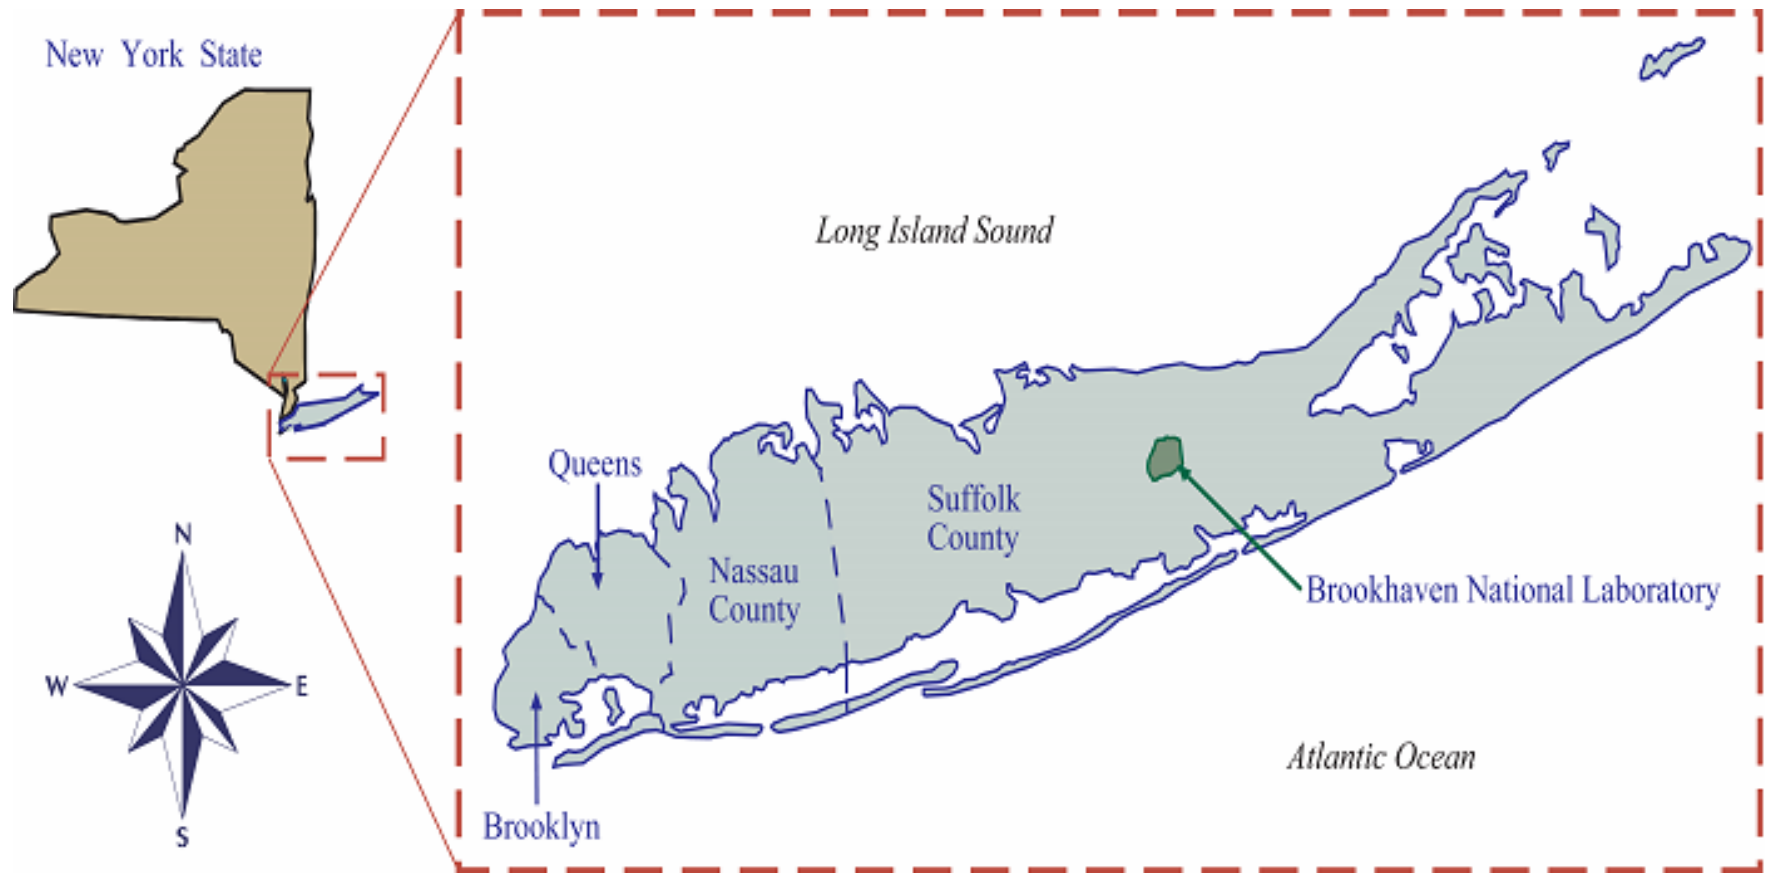 New York State
Long Island Sound
Queens
Suffolk
County
Nassau
County
Brookhaven National Laboratory
N
W
E
S
Atlantic Ocean
Brooklyn